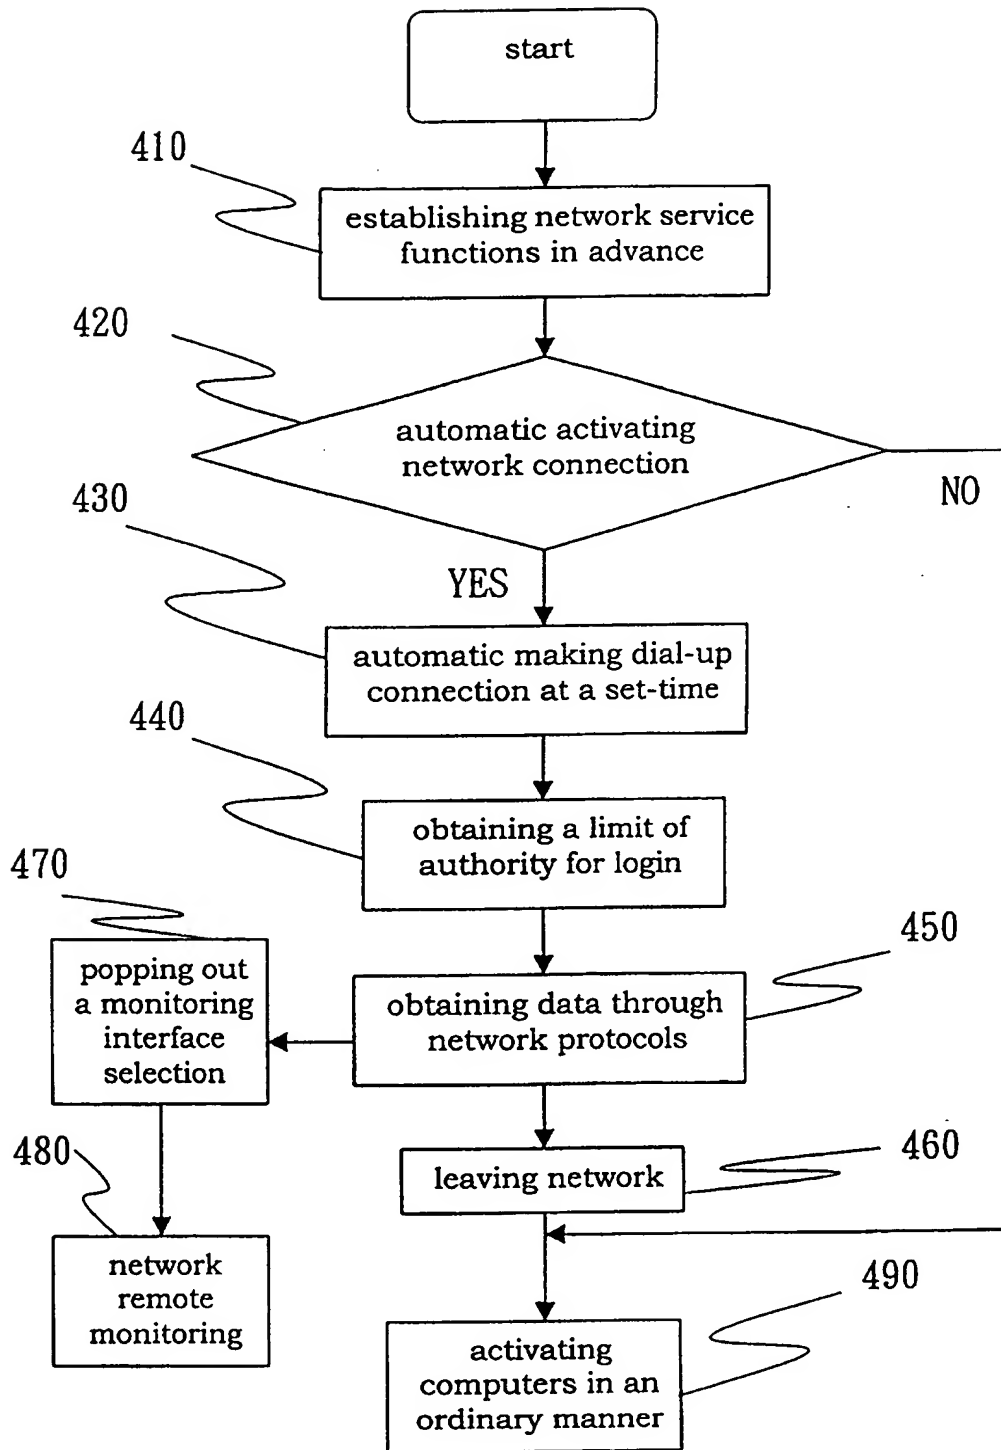 start
410
establishing network service
functions in advance
420
automatic activating
network connection
NO
430
YES
automatic making dial-up
connection at a set-time
440
obtaining a limit of
authority for login
470
450
popping out
a monitoring
interface
selection
obtaining data through
network protocols
480
460
leaving network
network
remote
monitoring
490
activating
computers in an
ordinary manner